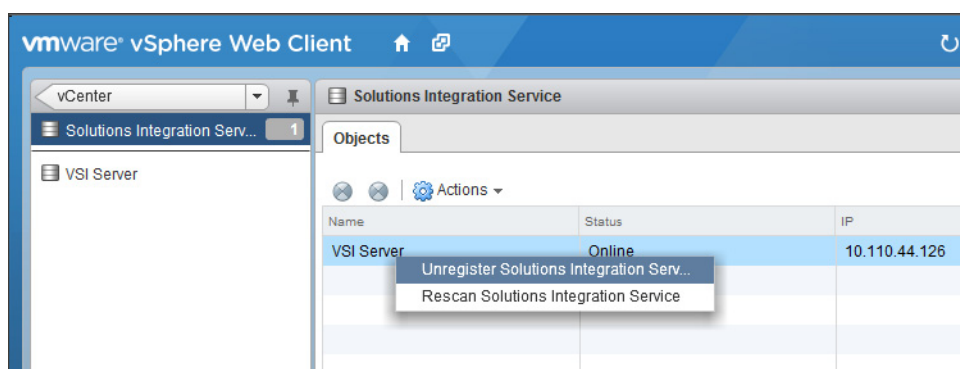 vmware® vSphere Web Client
vCenter
Solutions Integration Serv... 1
VSI Server
Solutions Integration Service
Objects
Actions
Name Status IP
VSI Server Online 10.110.44.126
Unregister Solutions Integration Serv...
Rescan Solutions Integration Service